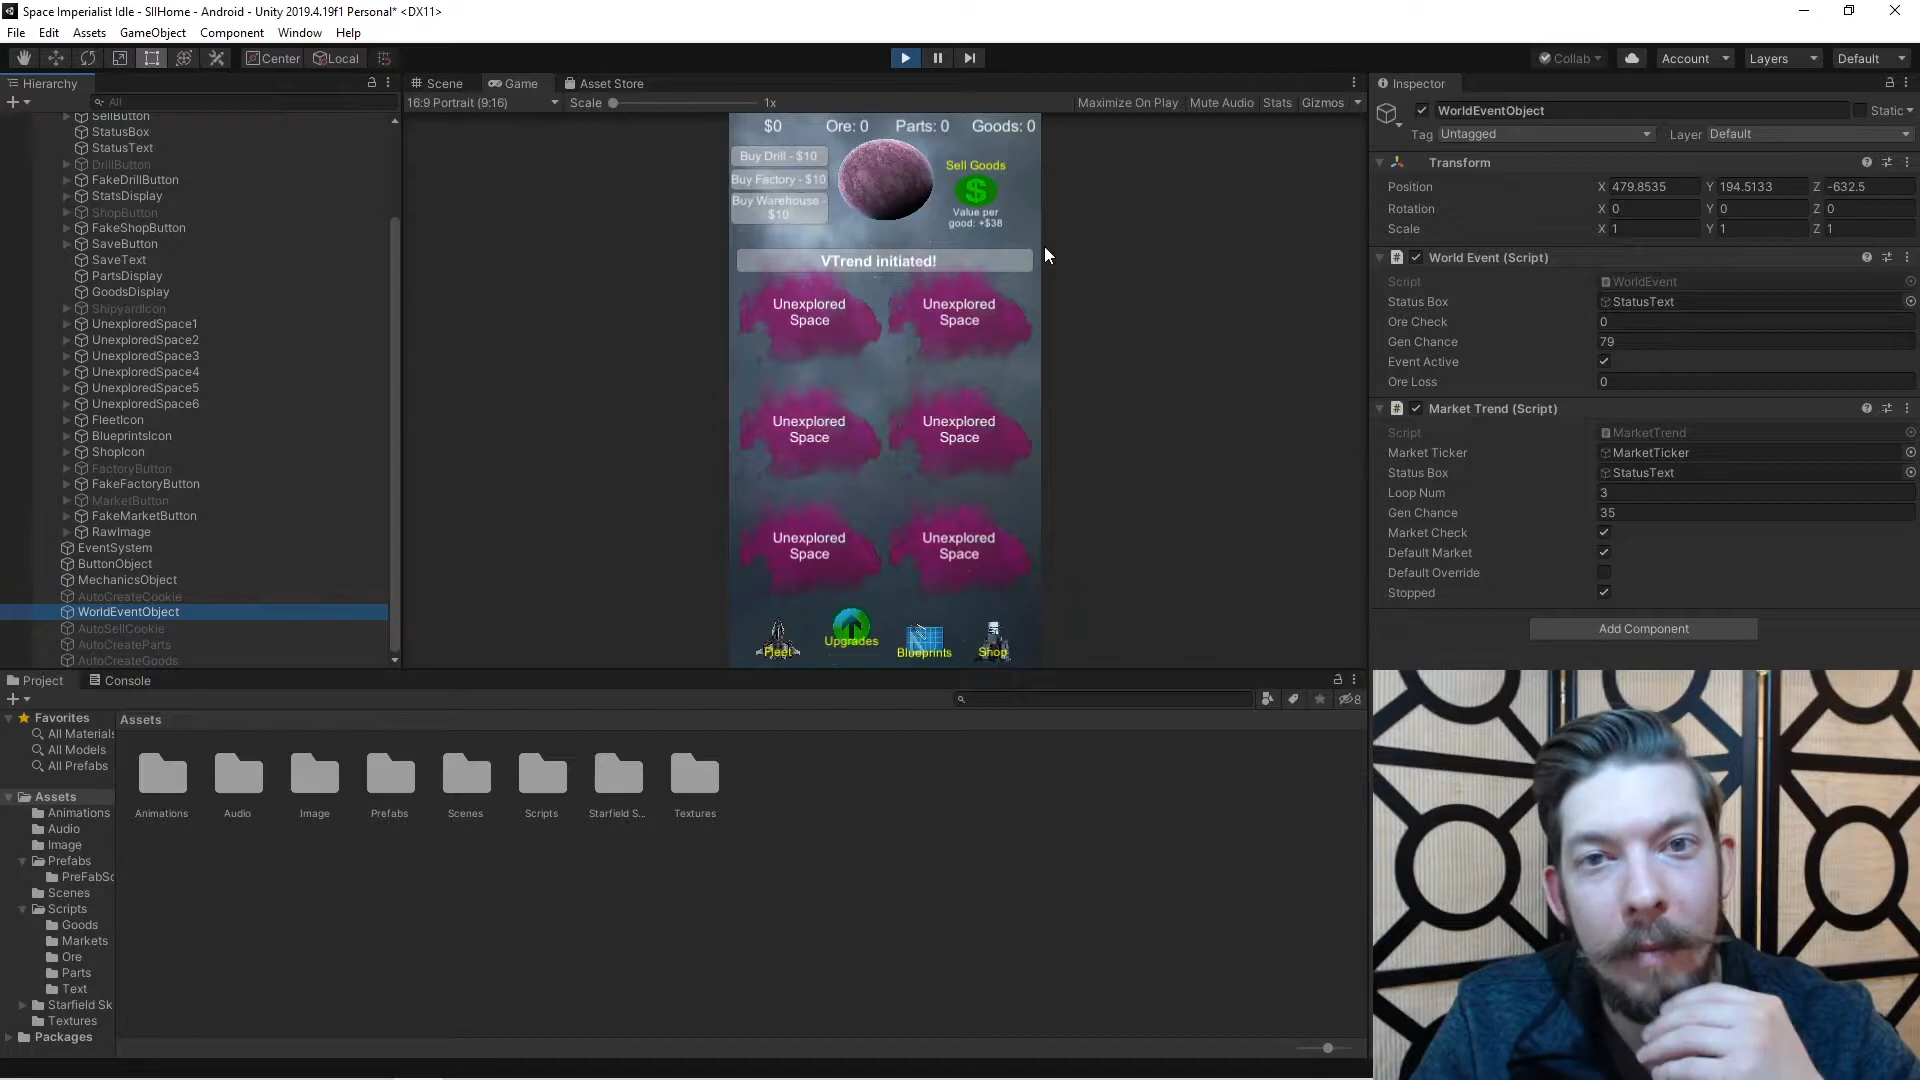 Space Imperialist Idle - SIIHome - Android - Unity 2019.4.19f1 Personal* <DX11>
File Edit Assets GameObject Component Window Help
Center Local
Collab Account Layers Default
Hierarchy
All
SellButton
StatusBox
StatusText
DrillButton
FakeDrillButton
StatsDisplay
ShopButton
FakeShopButton
SaveButton
SaveText
PartsDisplay
GoodsDisplay
ShipyardIcon
UnexploredSpace1
UnexploredSpace2
UnexploredSpace3
UnexploredSpace4
UnexploredSpace5
UnexploredSpace6
FleetIcon
BlueprintsIcon
ShopIcon
FactoryButton
FakeFactoryButton
MarketButton
FakeMarketButton
RawImage
EventSystem
ButtonObject
MechanicsObject
AutoCreateCookie
WorldEventObject
AutoSellCookie
AutoCreateParts
AutoCreateGoods
Scene Game Asset Store
16:9 Portrait (9:16) Scale 1x Maximize On Play Mute Audio Stats Gizmos
$0 Ore: 0 Parts: 0 Goods: 0
Buy Drill - $10
Buy Factory - $10
Buy Warehouse -
$10
Sell Goods
$
Value per
good: +$38
VTrend initiated!
Unexplored
Space
Unexplored
Space
Unexplored
Space
Unexplored
Space
Unexplored
Space
Unexplored
Space
Fleet Upgrades Blueprints Shop
Inspector
WorldEventObject Static
Tag Untagged Layer Default
Transform
Position X 479.8535 Y 194.5133 Z -632.5
Rotation X 0 Y 0 Z 0
Scale X 1 Y 1 Z 1
World Event (Script)
Script WorldEvent
Status Box StatusText
Ore Check 0
Gen Chance 79
Event Active
Ore Loss 0
Market Trend (Script)
Script MarketTrend
Market Ticker MarketTicker
Status Box StatusText
Loop Num 3
Gen Chance 35
Market Check
Default Market
Default Override
Stopped
Add Component
Project Console
8
Favorites
All Materials
All Models
All Prefabs
Assets
Animations
Audio
Image
Prefabs
PreFabSc
Scenes
Scripts
Goods
Markets
Ore
Parts
Text
Starfield Sk
Textures
Packages
Assets
Animations Audio Image Prefabs Scenes Scripts Starfield S... Textures